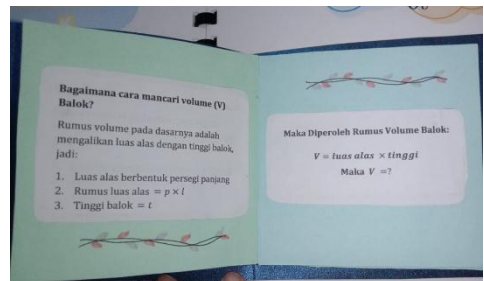 Bagaimana cara mancari volume (V)
Balok?
Rumus volume pada dasarnya adalah
mengalikan luas alas dengan tinggi balok,
jadi:
1. Luas alas berbentuk persegi panjang
2. Rumus luas alas = p × l
3. Tinggi balok = t
Maka Diperoleh Rumus Volume Balok:
V = luas alas × tinggi
Maka V =?